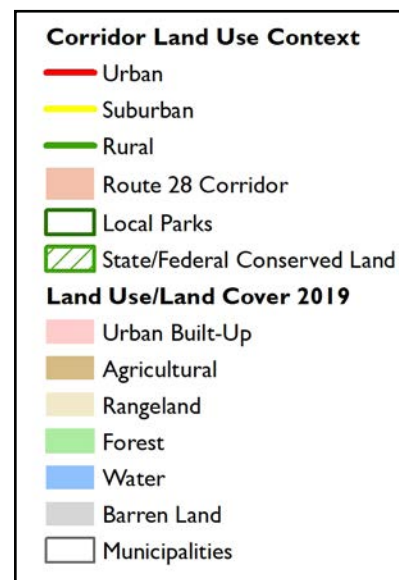 Corridor Land Use Context
Urban
Suburban
Rural
Route 28 Corridor
Local Parks
State/Federal Conserved Land
Land Use/Land Cover 2019
Urban Built-Up
Agricultural
Rangeland
Forest
Water
Barren Land
Municipalities